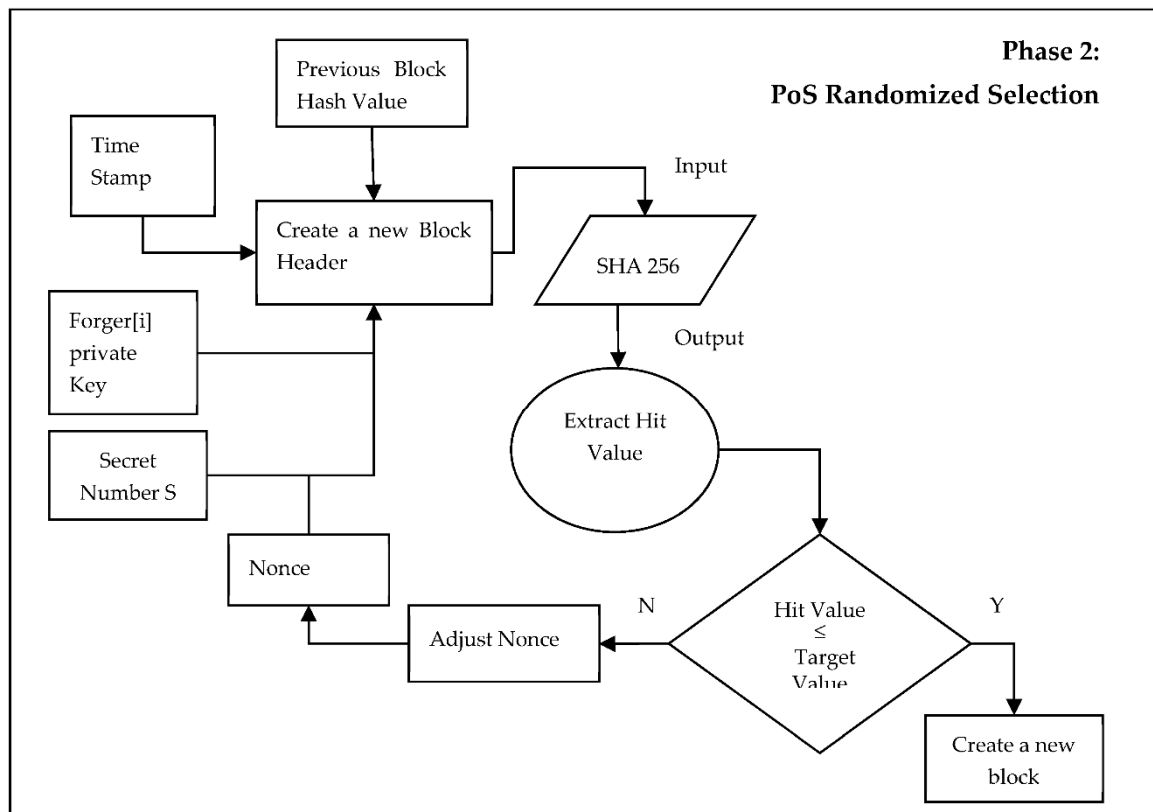 Phase 2:
PoS Randomized Selection
Previous Block
Hash Value
Time
Stamp
Input
Create a new Block
Header
SHA 256
Forger[i]
private
Key
Output
Extract Hit
Value
Secret
Number S
Nonce
N
Y
Adjust Nonce
Hit Value
≤
Target
Value
Create a new
block